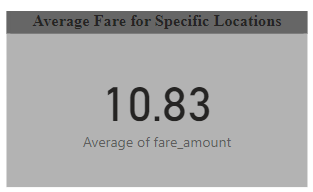 Average Fare for Specific Locations
10.83
Average of fare_amount